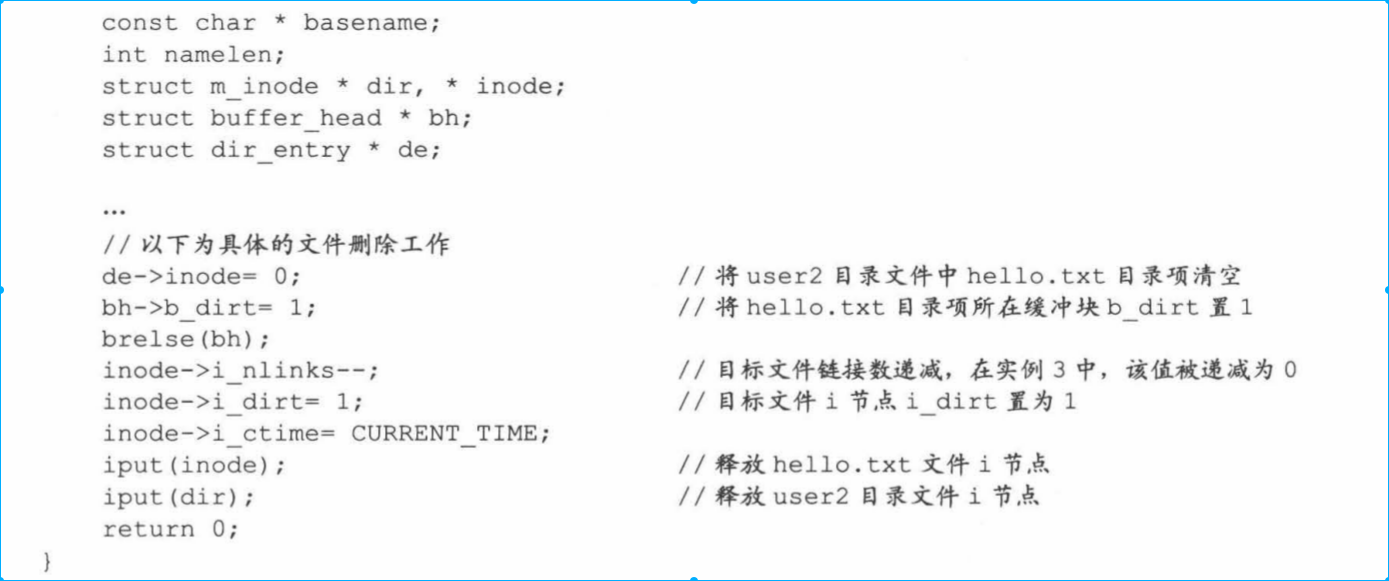 const char * basename;
int namelen;
struct m_inode * dir, * inode;
struct buffer_head * bh;
struct dir_entry * de;
…
// 以下为具体的文件删除工作
de->inode= 0; // 将 user2 目录文件中 hello.txt 目录项清空
bh->b_dirt= 1; // 将 hello.txt 目录项所在缓冲块 b_dirt 置 1
brelse(bh);
inode->i_nlinks--; // 目标文件链接数递减，在实例 3 中，该值被递减为 0
inode->i_dirt= 1; // 目标文件 i 节点 i_dirt 置为 1
inode->i_ctime= CURRENT_TIME;
iput(inode); // 释放 hello.txt 文件 i 节点
iput(dir); // 释放 user2 目录文件 i 节点
return 0;
}